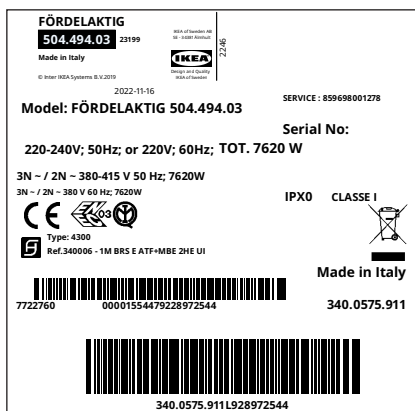 FÖRDELAKTIG
504.494.03 23199
Made in Italy
© Inter IKEA Systems B.V.2019
IKEA of Sweden AB
SE - 34381 Älmhult
IKEA
Design and Quality
IKEA of Sweden
2246
2022-11-16
SERVICE : 859698001278
Model: FÖRDELAKTIG 504.494.03
Serial No:
220-240V; 50Hz; or 220V; 60Hz; TOT. 7620 W
3N ~ / 2N ~ 380-415 V 50 Hz; 7620W
3N ~ / 2N ~ 380 V 60 Hz; 7620W
IPX0 CLASSE I
CE 03
Type: 4300
Ref.340006 - 1M BRS E ATF+MBE 2HE UI
Made in Italy
7722760 00001554479228972544 340.0575.911
340.0575.911L928972544